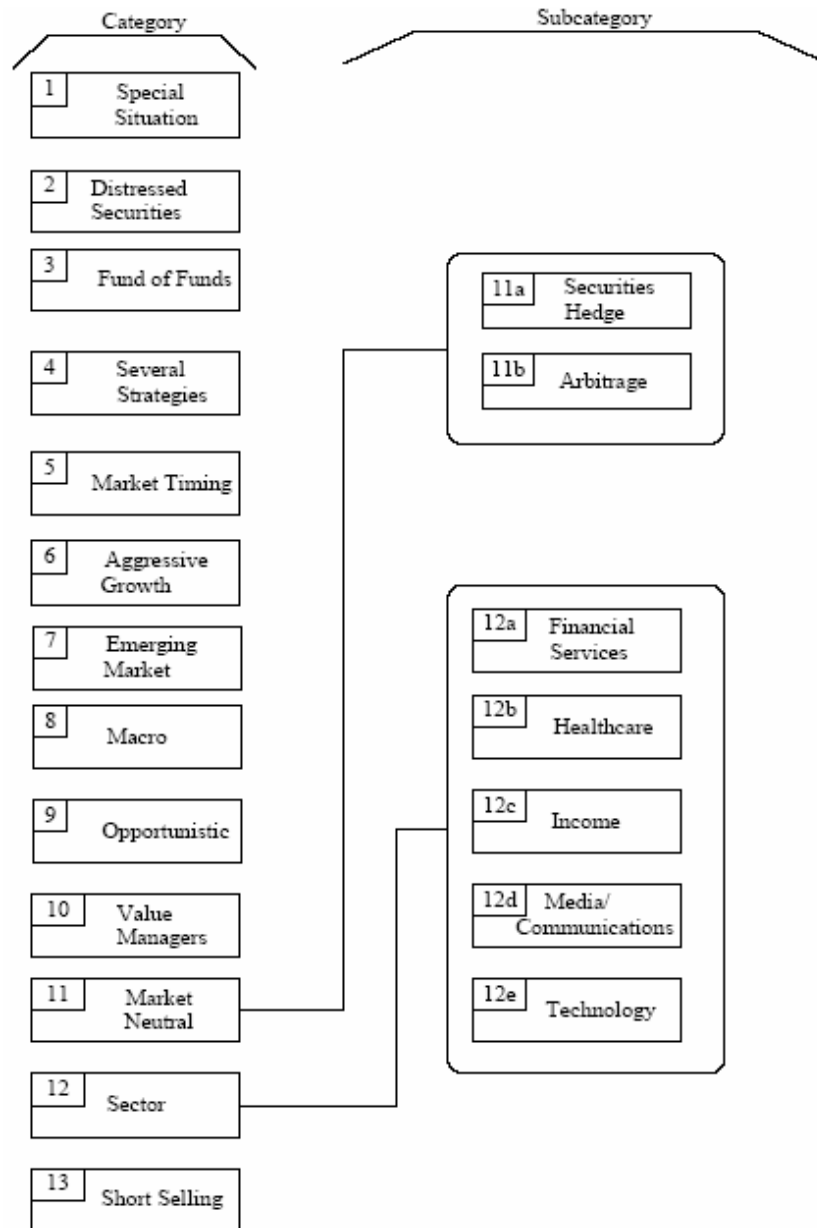 Category
Subcategory
1
Special
Situation
2
Distressed
Securities
3
Fund of Funds
4
Several
Strategies
5
Market Timing
6
Aggressive
Growth
7
Emerging
Market
8
Macro
9
Opportunistic
10
Value
Managers
11
Market
Neutral
12
Sector
13
Short Selling
11a
Securities
Hedge
11b
Arbitrage
12a
Financial
Services
12b
Healthcare
12c
Income
12d
Media/
Communications
12e
Technology